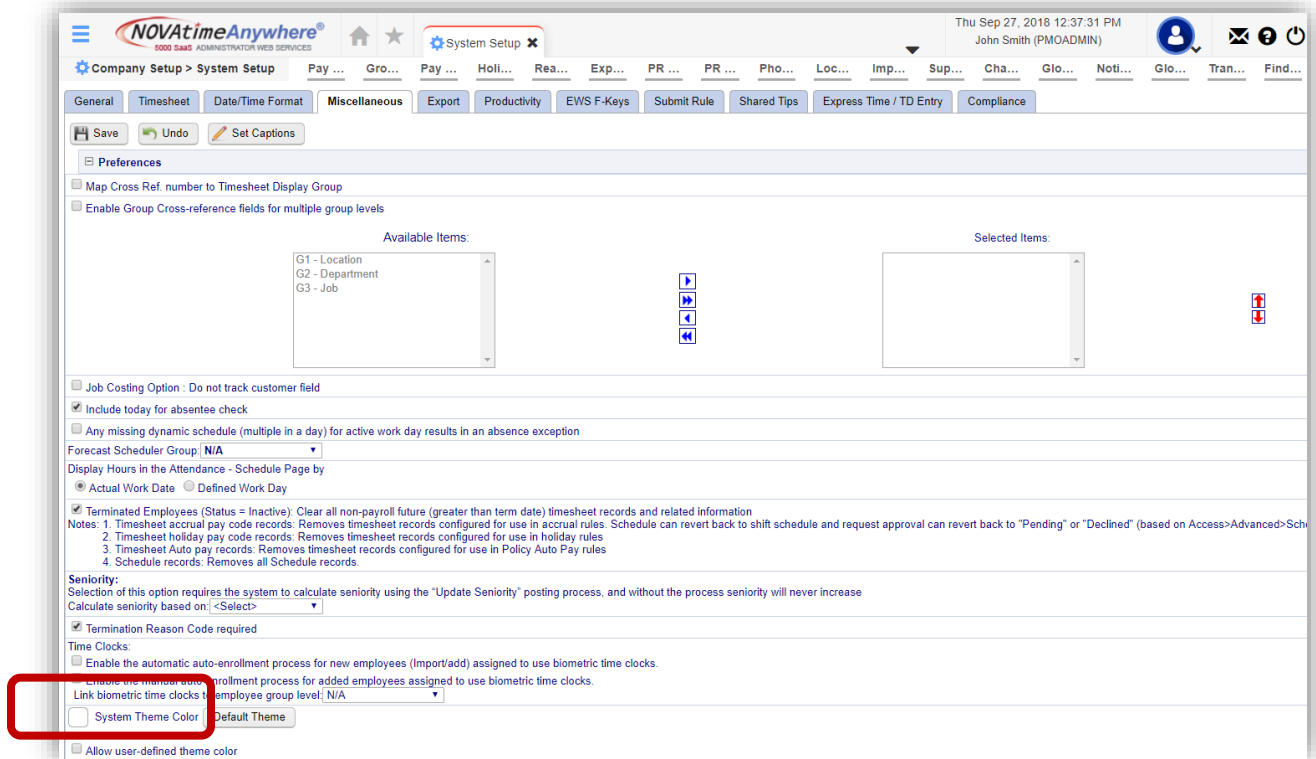 Thu Sep 27, 2018 12:37:31 PM
NOVAtimeAnywhere®
5000 SaaS ADMINISTRATOR WEB SERVICES
System Setup
John Smith (PMOADMIN)
Company Setup > System Setup Pay ... Gro... Pay ... Holi... Rea... Exp... PR ... PR ... Pho... Loc... Imp... Sup... Cha... Glo... Noti... Glo... Tran... Find...
General Timesheet Date/Time Format Miscellaneous Export Productivity EWS F-Keys Submit Rule Shared Tips Express Time / TD Entry Compliance
Save Undo Set Captions
Preferences
Map Cross Ref. number to Timesheet Display Group
Enable Group Cross-reference fields for multiple group levels
Available Items: Selected Items:
G1 - Location
G2 - Department
G3 - Job
Job Costing Option : Do not track customer field
Include today for absentee check
Any missing dynamic schedule (multiple in a day) for active work day results in an absence exception
Forecast Scheduler Group: N/A
Display Hours in the Attendance - Schedule Page by
Actual Work Date Defined Work Day
Terminated Employees (Status = Inactive): Clear all non-payroll future (greater than term date) timesheet records and related information
Notes: 1. Timesheet accrual pay code records: Removes timesheet records configured for use in accrual rules. Schedule can revert back to shift schedule and request approval can revert back to "Pending" or "Declined" (based on Access>Advanced>Sch
2. Timesheet holiday pay code records: Removes timesheet records configured for use in holiday rules
3. Timesheet Auto pay records: Removes timesheet records configured for use in Policy Auto Pay rules
4. Schedule records: Removes all Schedule records.
Seniority:
Selection of this option requires the system to calculate seniority using the “Update Seniority” posting process, and without the process seniority will never increase
Calculate seniority based on: <Select>
Termination Reason Code required
Time Clocks:
Enable the automatic auto-enrollment process for new employees (Import/add) assigned to use biometric time clocks.
Enable the manual auto-enrollment process for added employees assigned to use biometric time clocks.
Link biometric time clocks to employee group level: N/A
System Theme Color Default Theme
Allow user-defined theme color